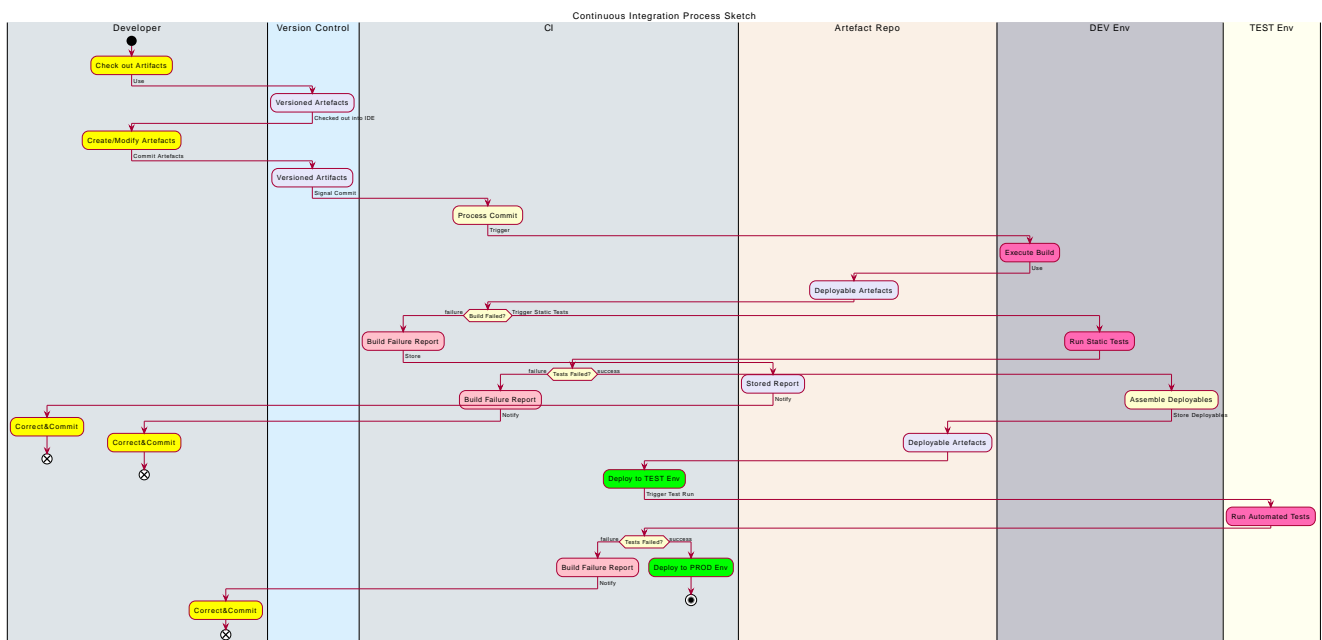 Continuous Integration Process Sketch
Developer
Version Control
CI
Artefact Repo
DEV Env
TEST Env
Check out Artifacts
Use
Versioned Artefacts
Checked out into IDE
Create/Modify Artefacts
Commit Artefacts
Versioned Artifacts
Signal Commit
Process Commit
Trigger
Execute Build
Use
Deployable Artefacts
failure
Build Failed?
Trigger Static Tests
Build Failure Report
Run Static Tests
Store
failure
Tests Failed?
success
Stored Report
Build Failure Report
Notify
Assemble Deployables
Notify
Store Deployables
Correct&Commit
Correct&Commit
Deployable Artefacts
Deploy to TEST Env
Trigger Test Run
Run Automated Tests
failure
Tests Failed?
success
Build Failure Report
Deploy to PROD Env
Notify
Correct&Commit